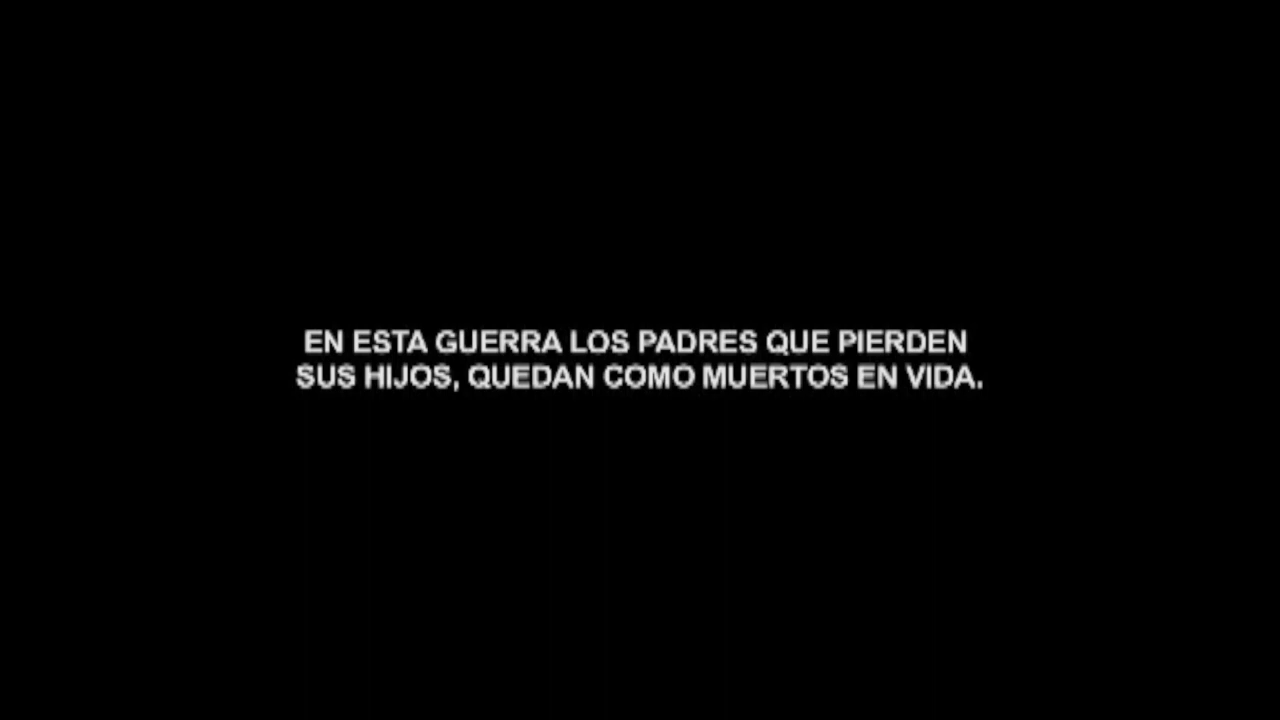 EN ESTA GUERRA LOS PADRES QUE PIERDEN
SUS HIJOS, QUEDAN COMO MUERTOS EN VIDA.